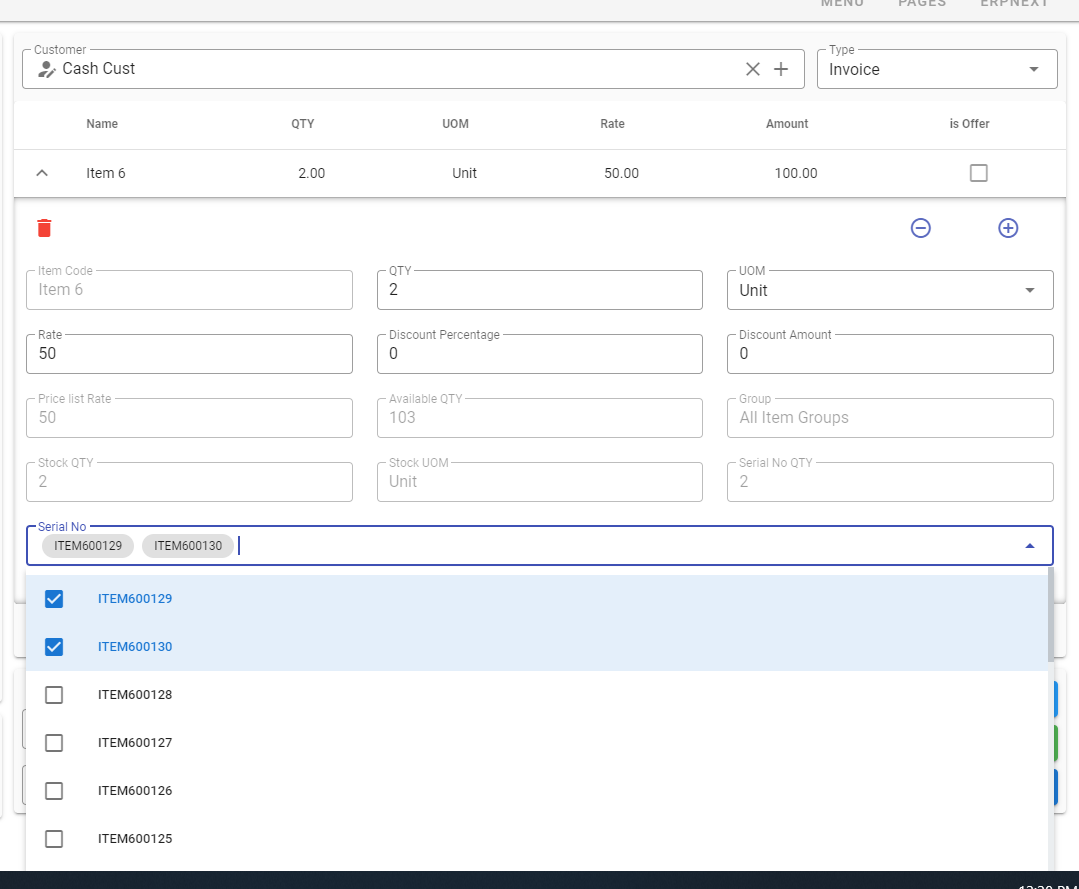 MENU PAGES ERPNEXT
Customer Type
Cash Cust Invoice
Name QTY UOM Rate Amount is Offer
Item 6 2.00 Unit 50.00 100.00
Item Code QTY UOM
Item 6 2 Unit
Rate Discount Percentage Discount Amount
50 0 0
Price list Rate Available QTY Group
50 103 All Item Groups
Stock QTY Stock UOM Serial No QTY
2 Unit 2
Serial No
ITEM600129 ITEM600130
ITEM600129
ITEM600130
ITEM600128
ITEM600127
ITEM600126
ITEM600125